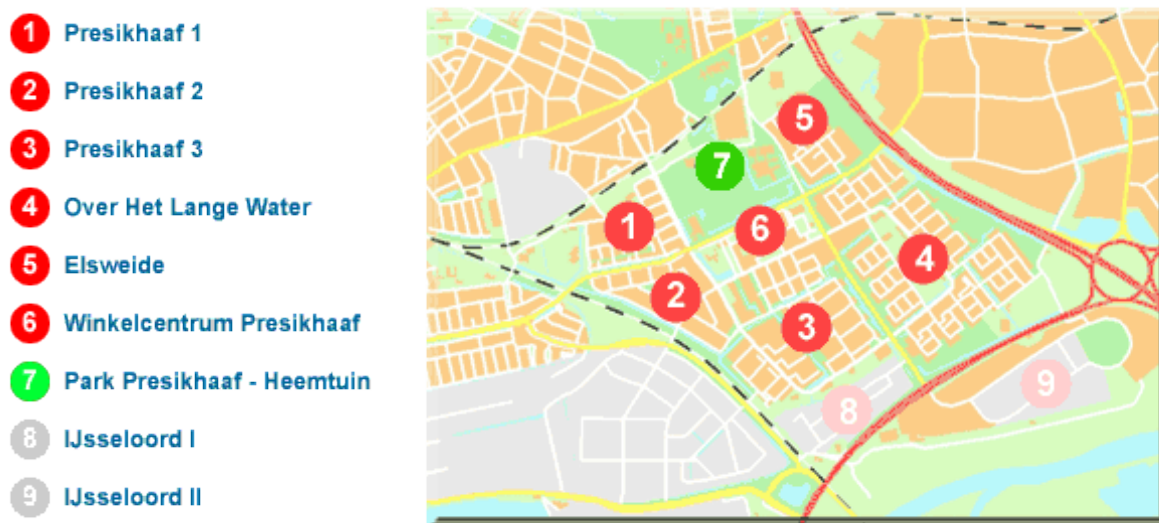 1 Presikhaaf 1
2 Presikhaaf 2
3 Presikhaaf 3
4 Over Het Lange Water
5 Elsweide
6 Winkelcentrum Presikhaaf
7 Park Presikhaaf - Heemtuin
8 IJsseloord I
9 IJsseloord II
5
7
1
6
4
2
3
9
8